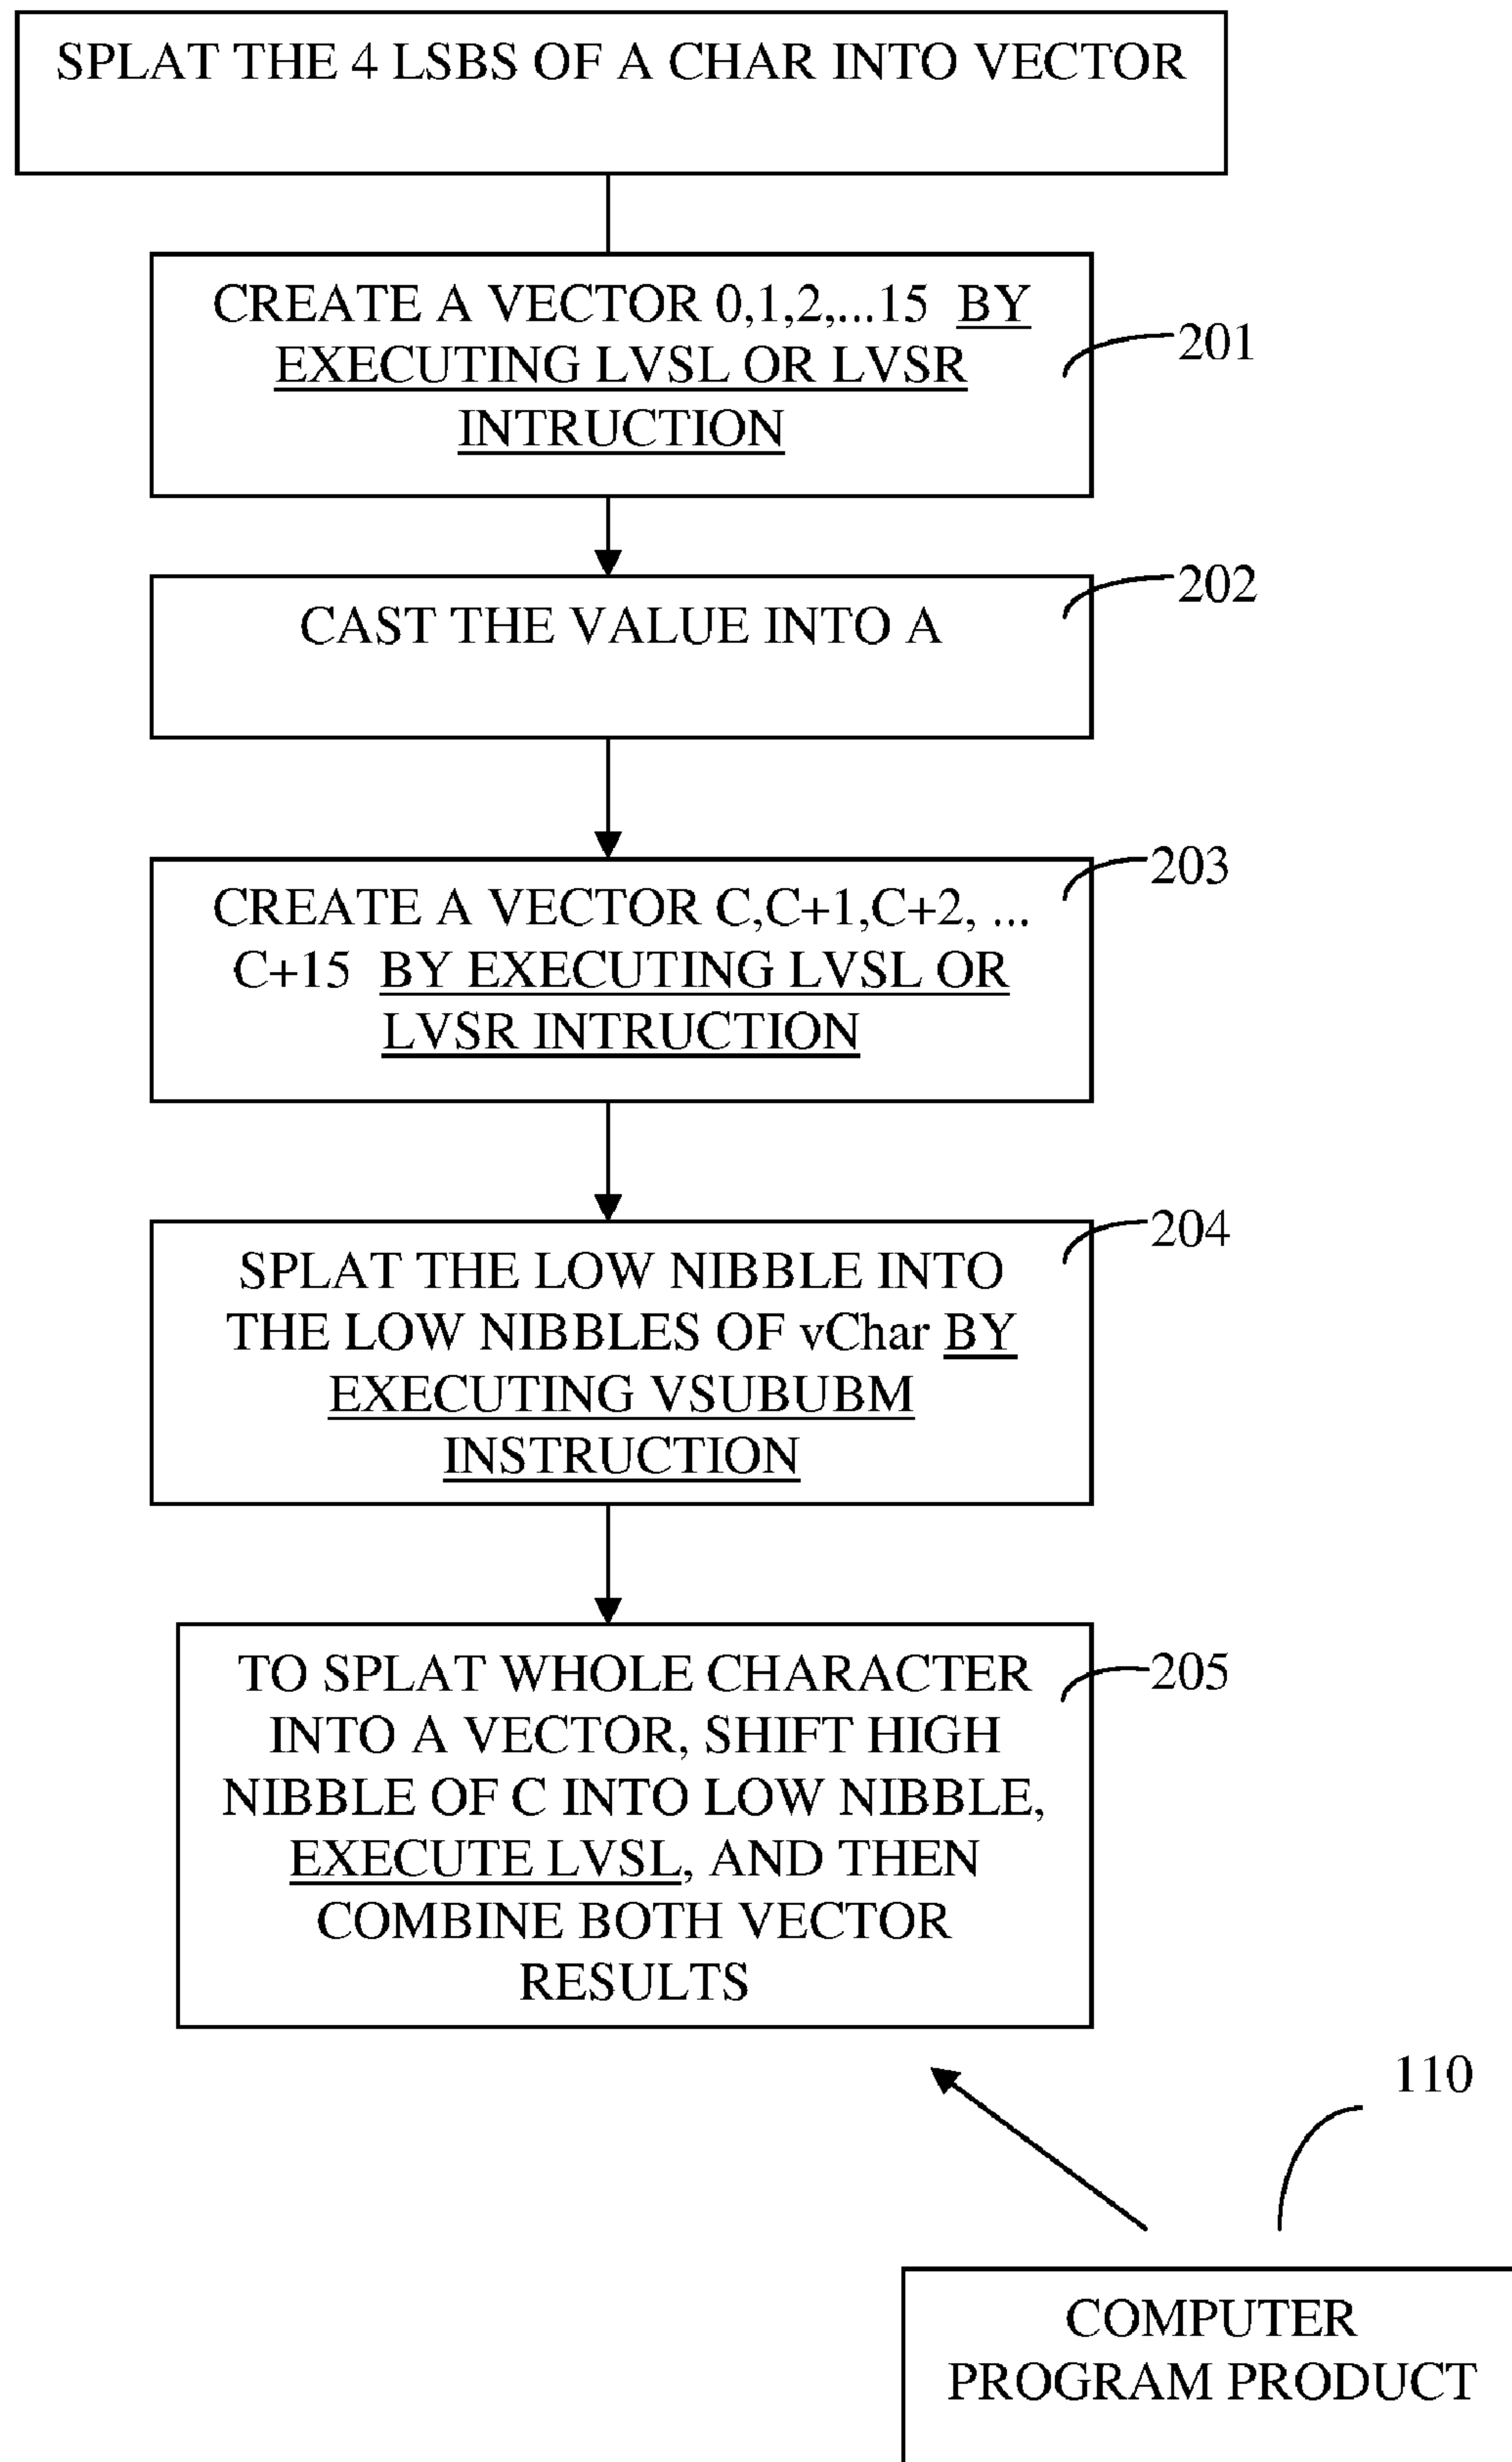 SPLAT THE 4 LSBS OF A CHAR INTO VECTOR
CREATE A VECTOR 0,1,2,...15 BY
EXECUTING LVSL OR LVSR
INTRUCTION
201
CAST THE VALUE INTO A
202
CREATE A VECTOR C,C+1,C+2, ...
C+15 BY EXECUTING LVSL OR
LVSR INTRUCTION
203
SPLAT THE LOW NIBBLE INTO
THE LOW NIBBLES OF vChar BY
EXECUTING VSUBUBM
INSTRUCTION
204
TO SPLAT WHOLE CHARACTER
INTO A VECTOR, SHIFT HIGH
NIBBLE OF C INTO LOW NIBBLE,
EXECUTE LVSL, AND THEN
COMBINE BOTH VECTOR
RESULTS
205
110
COMPUTER
PROGRAM PRODUCT